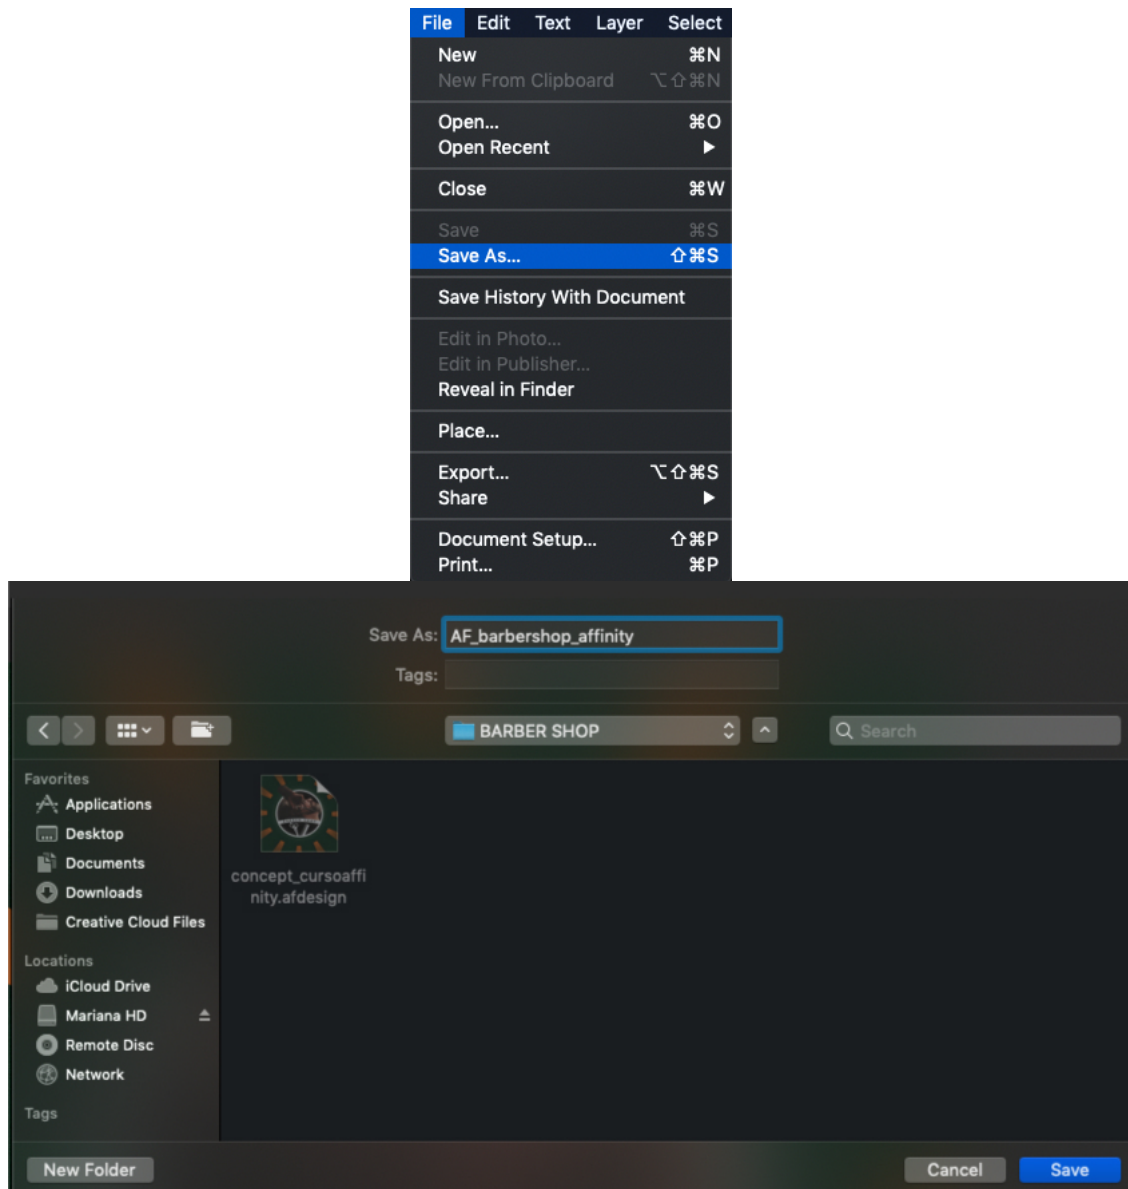 File Edit Text Layer Select
New ⌘N
New From Clipboard ⌥⇧⌘N
Open... ⌘O
Open Recent ▶
Close ⌘W
Save ⌘S
Save As... ⇧⌘S
Save History With Document
Edit in Photo...
Edit in Publisher...
Reveal in Finder
Place...
Export... ⌥⇧⌘S
Share ▶
Document Setup... ⇧⌘P
Print... ⌘P
Save As: AF_barbershop_affinity
Tags:
BARBER SHOP
Search
Favorites
Applications
Desktop
Documents
Downloads
Creative Cloud Files
Locations
iCloud Drive
Mariana HD
Remote Disc
Network
Tags
concept_cursoaffi
nity.afdesign
New Folder Cancel Save